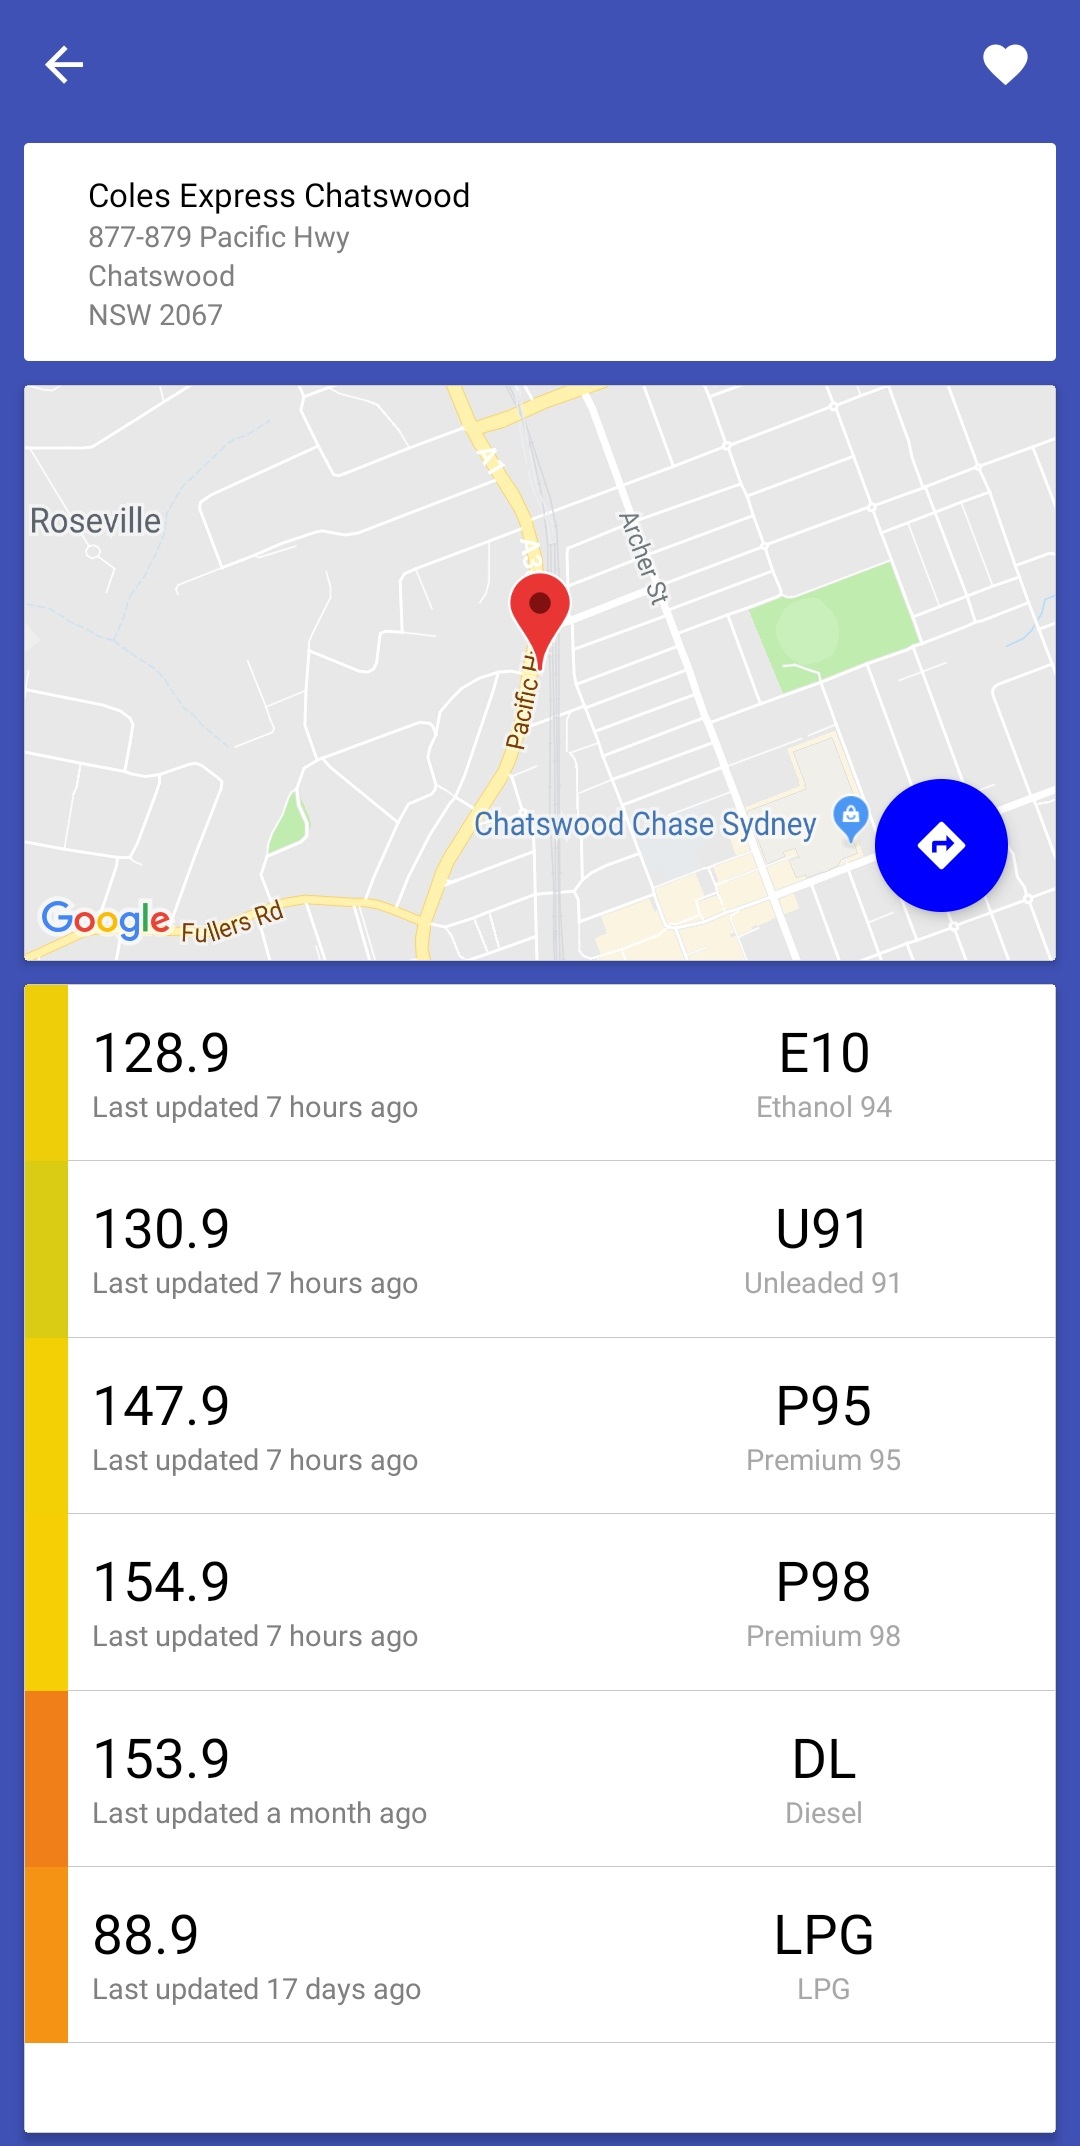 Coles Express Chatswood
877-879 Pacific Hwy
Chatswood
NSW 2067
A1
Roseville
Archer St
A3
Pacific H
Chatswood Chase Sydney
Google
Fullers Rd
128.9
E10
Last updated 7 hours ago
Ethanol 94
130.9
U91
Last updated 7 hours ago
Unleaded 91
147.9
P95
Last updated 7 hours ago
Premium 95
154.9
P98
Last updated 7 hours ago
Premium 98
153.9
DL
Last updated a month ago
Diesel
88.9
LPG
Last updated 17 days ago
LPG